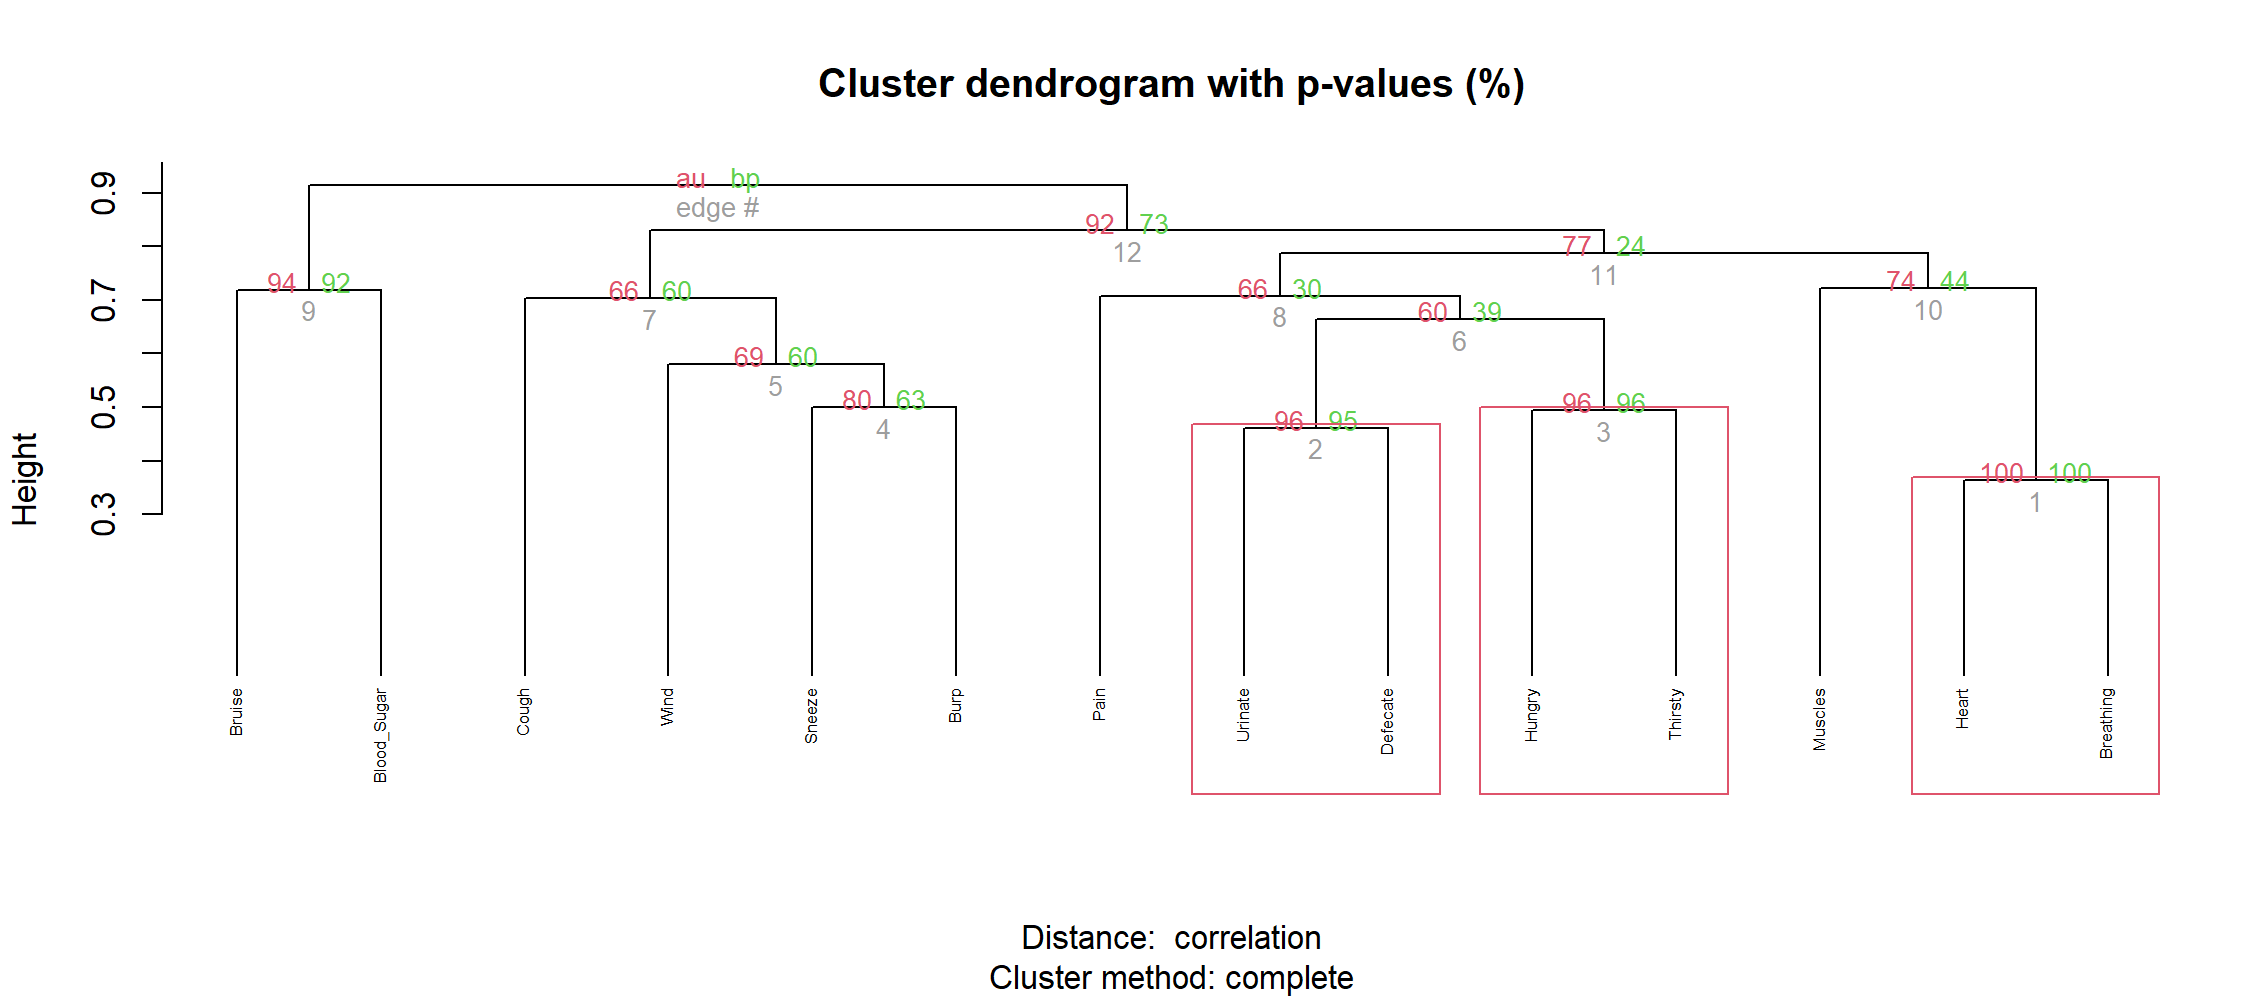 Cluster dendrogram with p-values (%)
Height
0.9
0.7
0.5
0.3
au bp
edge #
92 73
12
77 24
11
94 92
9
66 60
7
66 30
8
74 44
10
60 39
6
69 60
5
80 63
4
96 95
2
96 96
3
100 100
1
Bruise
Blood_Sugar
Cough
Wind
Sneeze
Burp
Pain
Urinate
Defecate
Hungry
Thirsty
Muscles
Heart
Breathing
Distance: correlation
Cluster method: complete